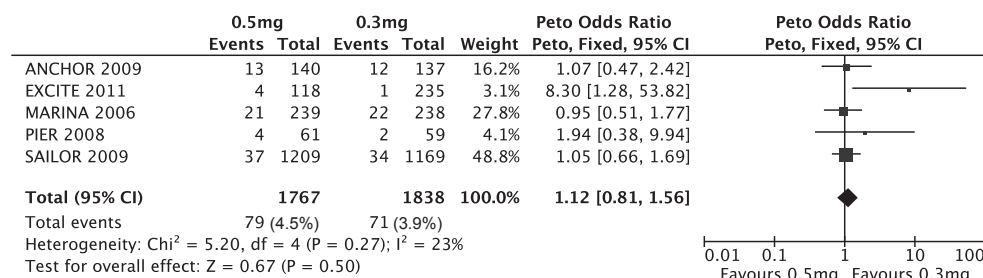 0.5mg 0.3mg Peto Odds Ratio Peto Odds Ratio
Events Total Events Total Weight Peto, Fixed, 95% CI Peto, Fixed, 95% CI
ANCHOR 2009 13 140 12 137 16.2% 1.07 [0.47, 2.42]
EXCITE 2011 4 118 1 235 3.1% 8.30 [1.28, 53.82]
MARINA 2006 21 239 22 238 27.8% 0.95 [0.51, 1.77]
PIER 2008 4 61 2 59 4.1% 1.94 [0.38, 9.94]
SAILOR 2009 37 1209 34 1169 48.8% 1.05 [0.66, 1.69]
Total (95% CI) 1767 1838 100.0% 1.12 [0.81, 1.56]
Total events 79 (4.5%) 71 (3.9%)
Heterogeneity: Chi² = 5.20, df = 4 (P = 0.27); I² = 23%
Test for overall effect: Z = 0.67 (P = 0.50)
0.01 0.1 1 10 100
Favours 0.5mg Favours 0.3mg